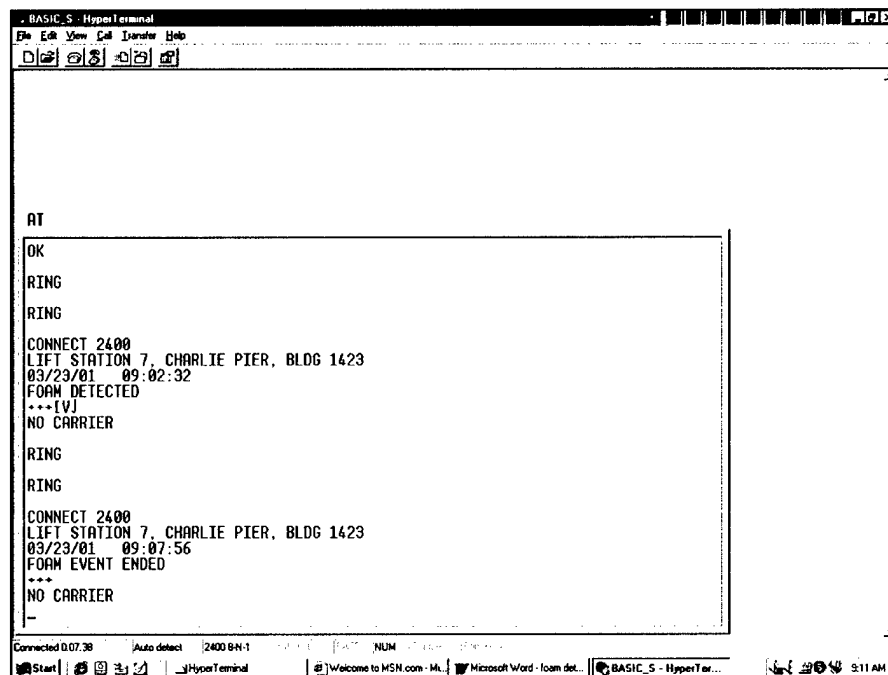 BASIC_S - HyperTerminal
File Edit View Call Transfer Help
AT
OK
RING
RING
CONNECT 2400
LIFT STATION 7, CHARLIE PIER, BLDG 1423
03/23/01 09:02:32
FOAM DETECTED
+++[V]
NO CARRIER
RING
RING
CONNECT 2400
LIFT STATION 7, CHARLIE PIER, BLDG 1423
03/23/01 09:07:56
FOAM EVENT ENDED
+++
NO CARRIER
_
Connected 0:07:38 Auto detect 2400 8-N-1 NUM
Start HyperTerminal Welcome to MSN.com - Mi... Microsoft Word - foam det... BASIC_S - HyperTer... 9:11 AM